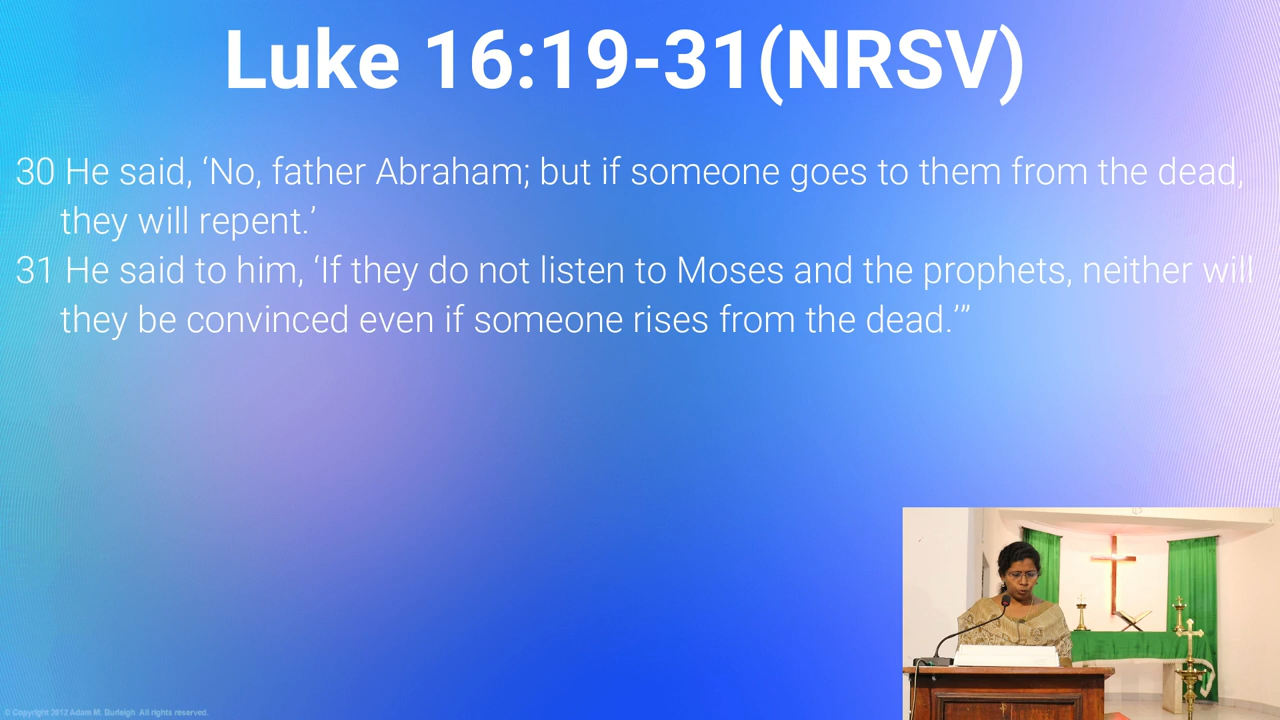 Luke 16:19-31(NRSV)
30 He said, ‘No, father Abraham; but if someone goes to them from the dead,
they will repent.’
31 He said to him, ‘If they do not listen to Moses and the prophets, neither will
they be convinced even if someone rises from the dead.’”
© Copyright 2012 Adam M. Burleigh. All rights reserved.